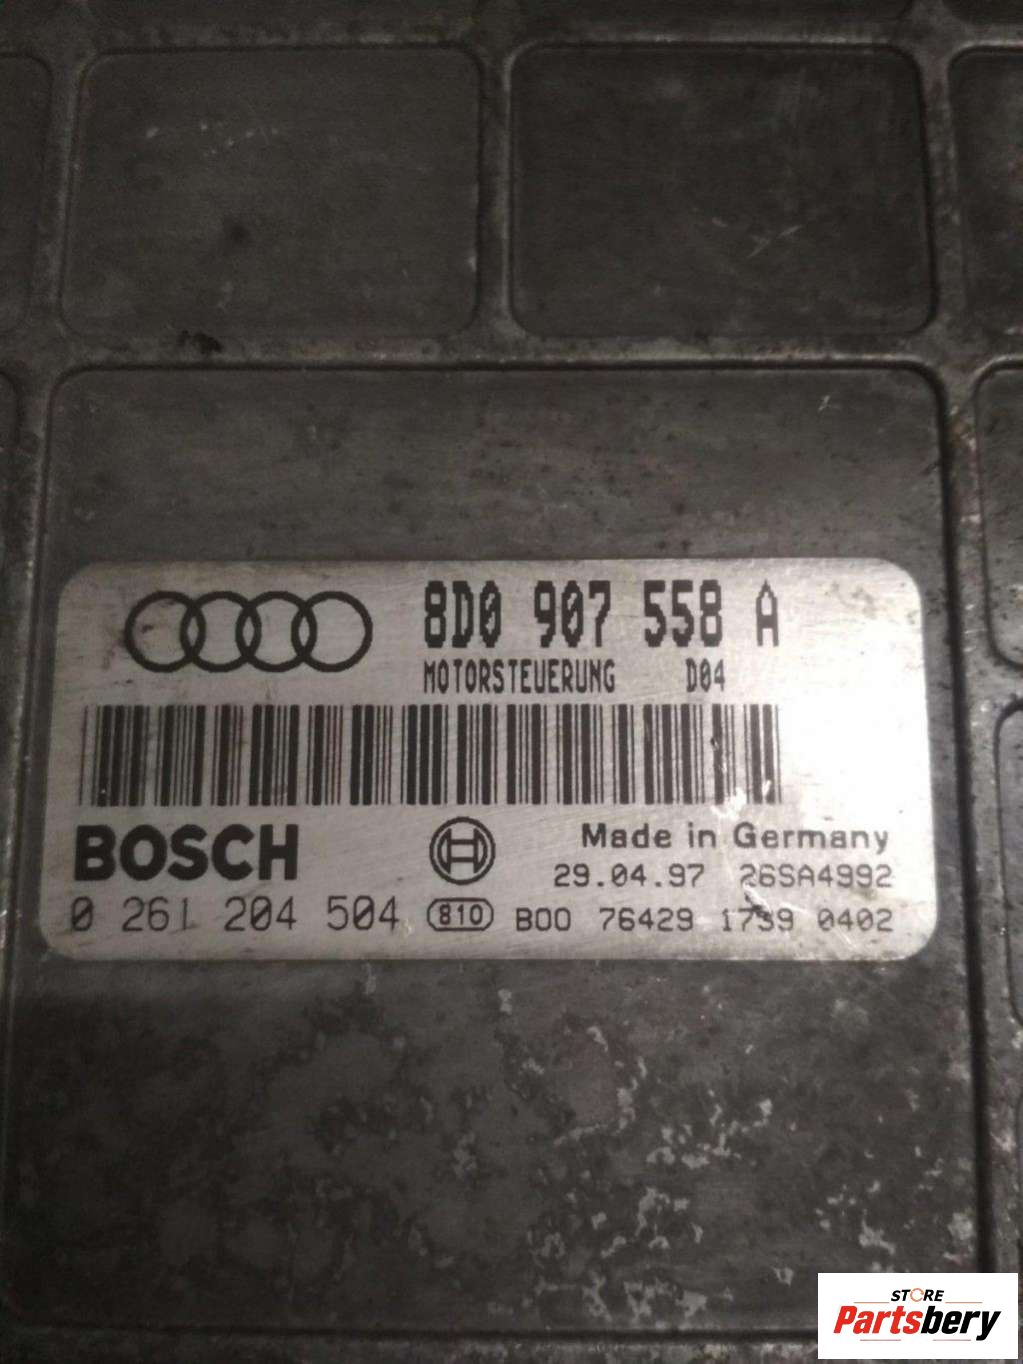 8D0 907 558 A
MOTORSTEUERUNG D04
BOSCH
Made in Germany
29.04.97 26SA4992
0 261 204 504 810 B00 76429 1739 0402
STORE
Partsbery